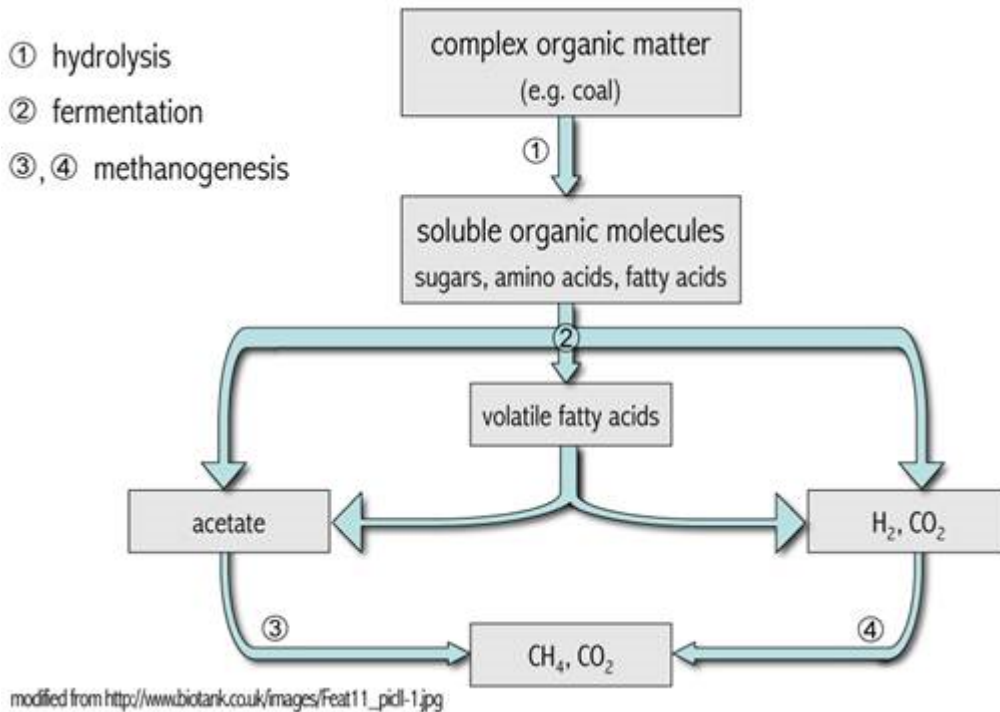 ① hydrolysis
② fermentation
③, ④ methanogenesis
complex organic matter
(e.g. coal)
①
soluble organic molecules
sugars, amino acids, fatty acids
②
volatile fatty acids
acetate
H₂, CO₂
③
④
CH₄, CO₂
modified from http://www.biotank.co.uk/images/Feat11_picII-1.jpg